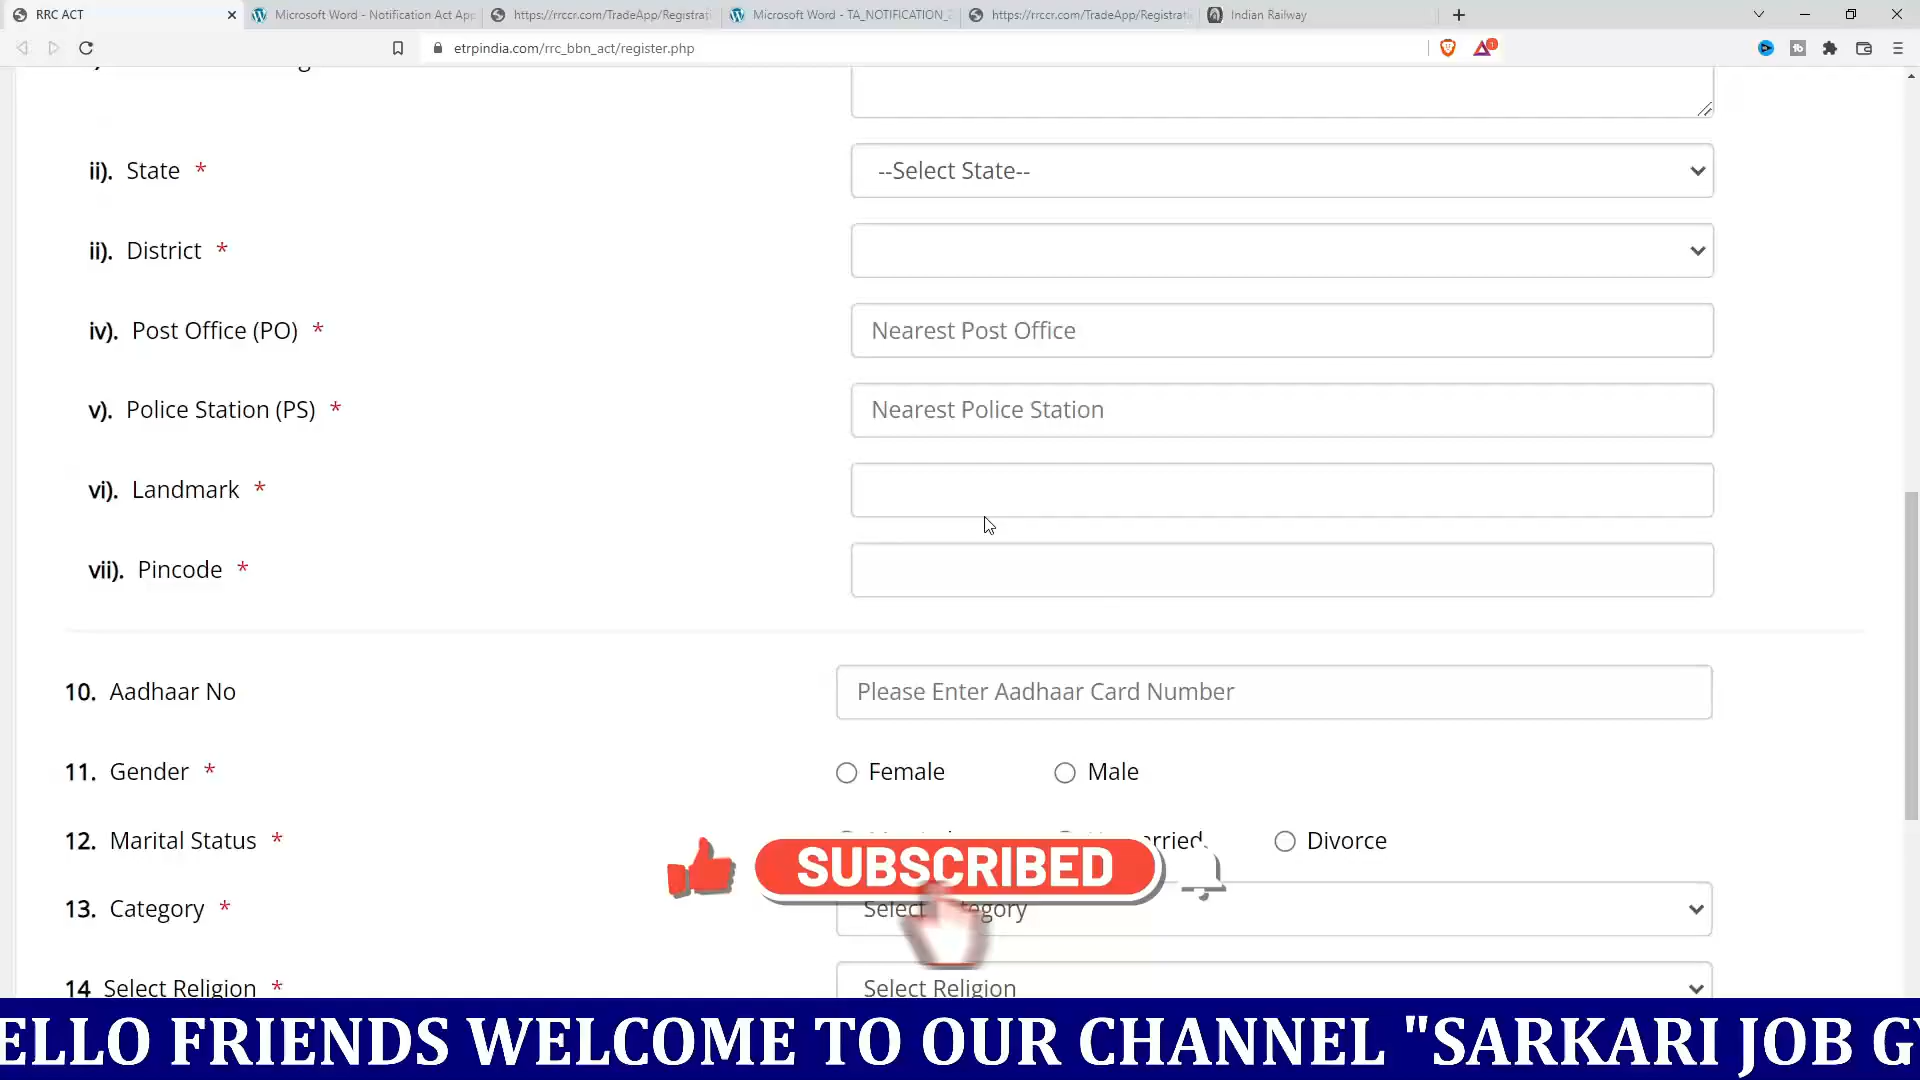 RRC ACT
Microsoft Word - Notification Act App
https://rrccr.com/TradeApp/Registrati
Microsoft Word - TA_NOTIFICATION_2
https://rrccr.com/TradeApp/Registrati
Indian Railway
etrpindia.com/rrc_bbn_act/register.php
ii). State *
--Select State--
ii). District *
iv). Post Office (PO) *
Nearest Post Office
v). Police Station (PS) *
Nearest Police Station
vi). Landmark *
vii). Pincode *
10. Aadhaar No
Please Enter Aadhaar Card Number
11. Gender *
Female
Male
12. Marital Status *
Divorce
SUBSCRIBED
13. Category *
14 Select Religion *
Select Religion
ELLO FRIENDS WELCOME TO OUR CHANNEL "SARKARI JOB G